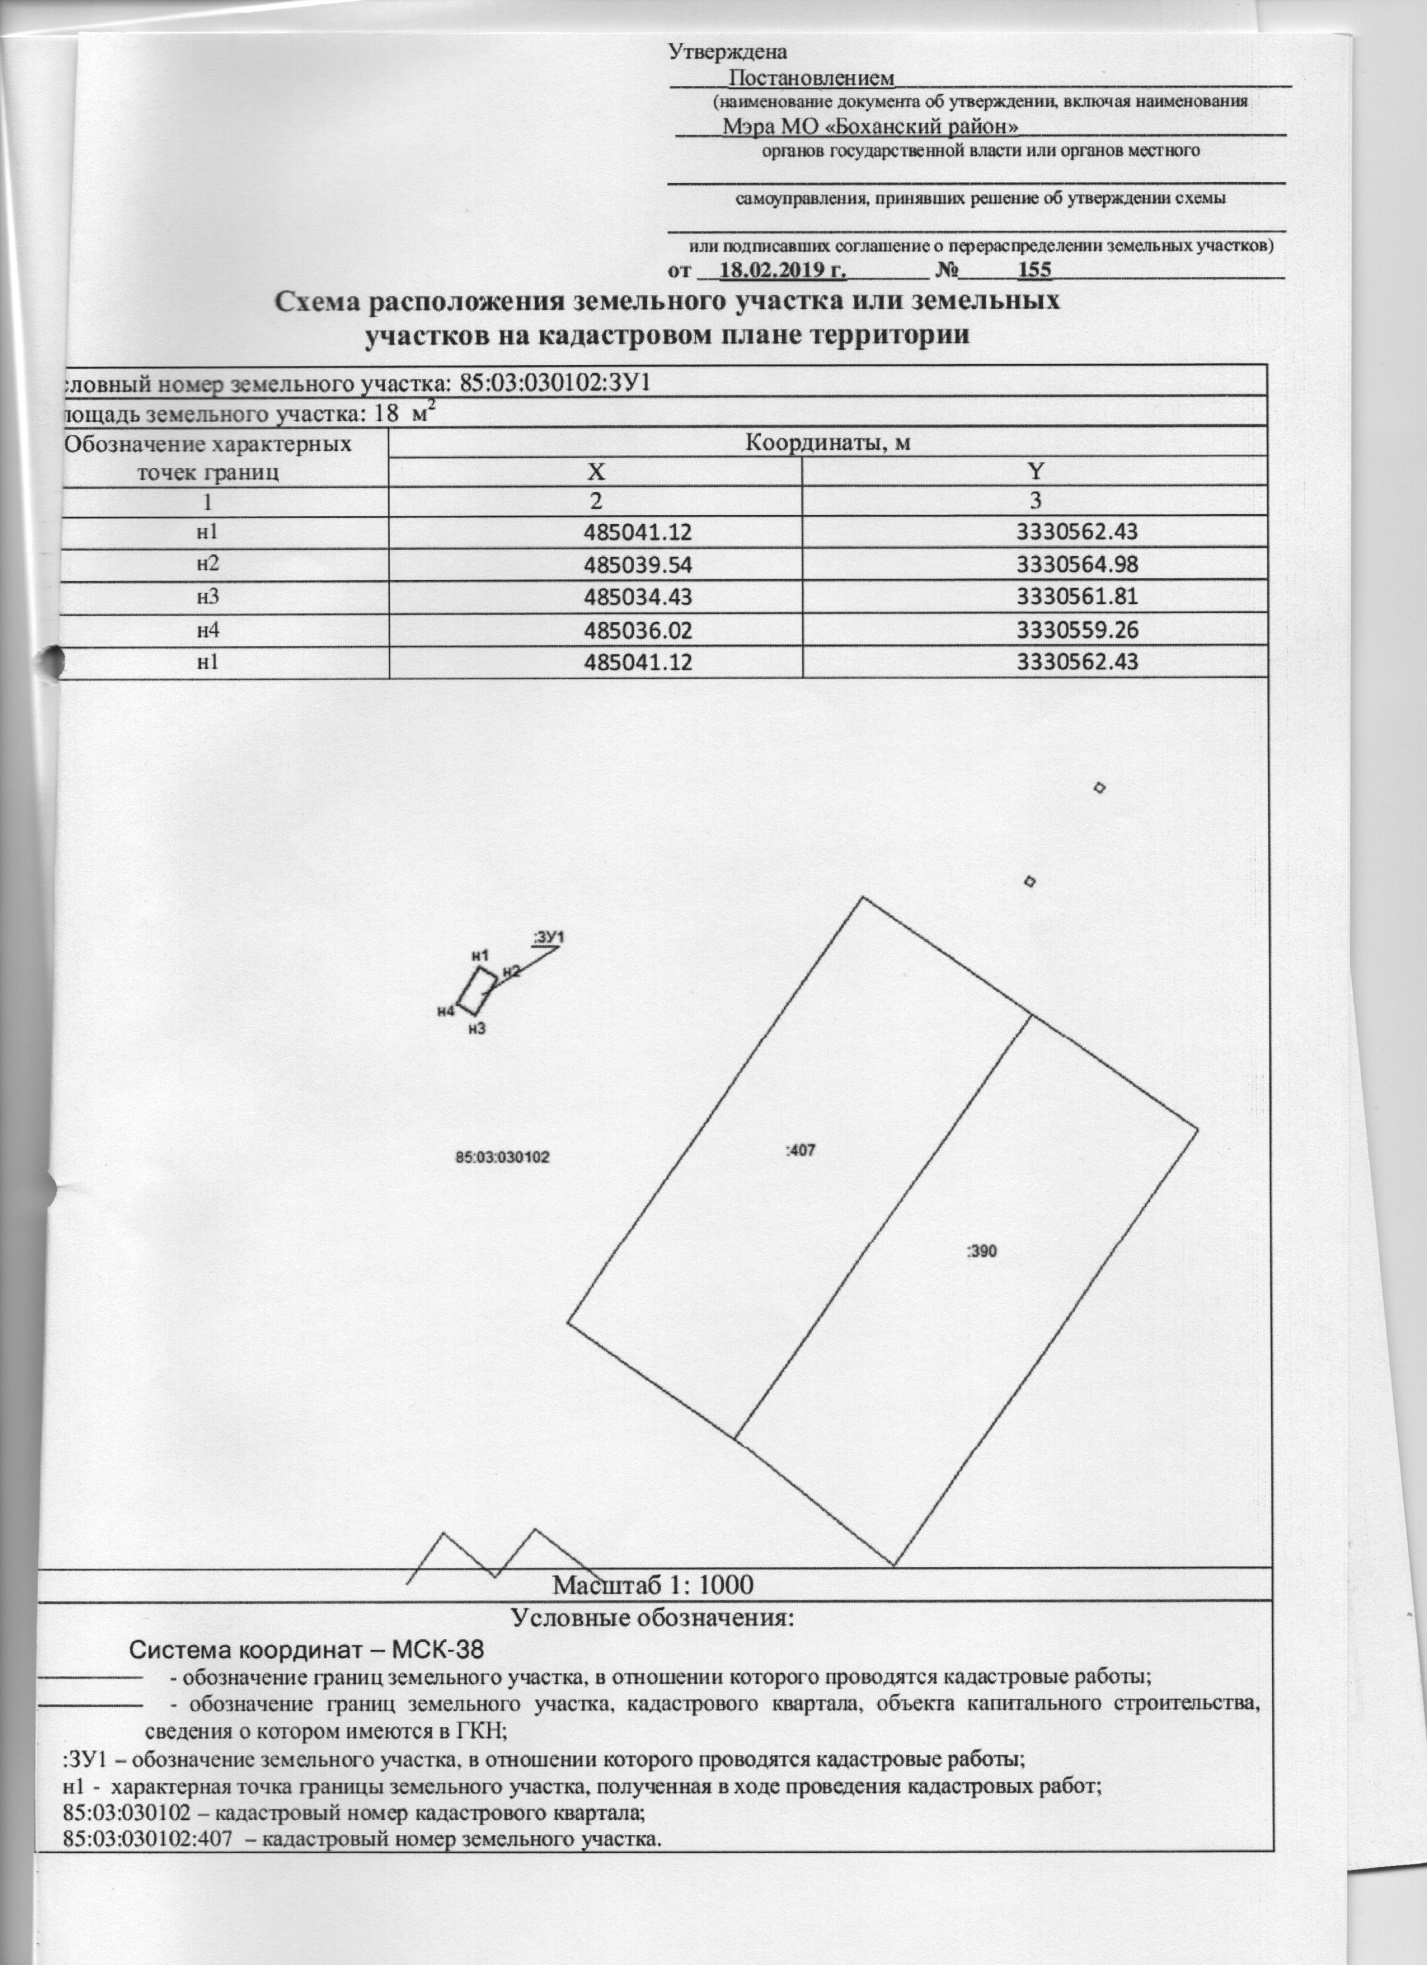 Утверждена
Постановлением
(наименование документа об утверждении, включая наименования
Мэра МО «Боханский район»
органов государственной власти или органов местного
самоуправления, принявших решение об утверждении схемы
или подписавших соглашение о перераспределении земельных участков)
от 18.02.2019 г. № 155
Схема расположения земельного участка или земельных
участков на кадастровом плане территории
словный номер земельного участка: 85:03:030102:ЗУ1
лощадь земельного участка: 18 м²
Обозначение характерных
точек границ
Координаты, м
X Y
1 2 3
н1 485041.12 3330562.43
н2 485039.54 3330564.98
н3 485034.43 3330561.81
н4 485036.02 3330559.26
н1 485041.12 3330562.43
:ЗУ1
н1
н2
н4
н3
:407
85:03:030102
:390
Масштаб 1: 1000
Условные обозначения:
Система координат – МСК-38
- обозначение границ земельного участка, в отношении которого проводятся кадастровые работы;
- обозначение границ земельного участка, кадастрового квартала, объекта капитального строительства,
сведения о котором имеются в ГКН;
:ЗУ1 – обозначение земельного участка, в отношении которого проводятся кадастровые работы;
н1 - характерная точка границы земельного участка, полученная в ходе проведения кадастровых работ;
85:03:030102 – кадастровый номер кадастрового квартала;
85:03:030102:407 – кадастровый номер земельного участка.